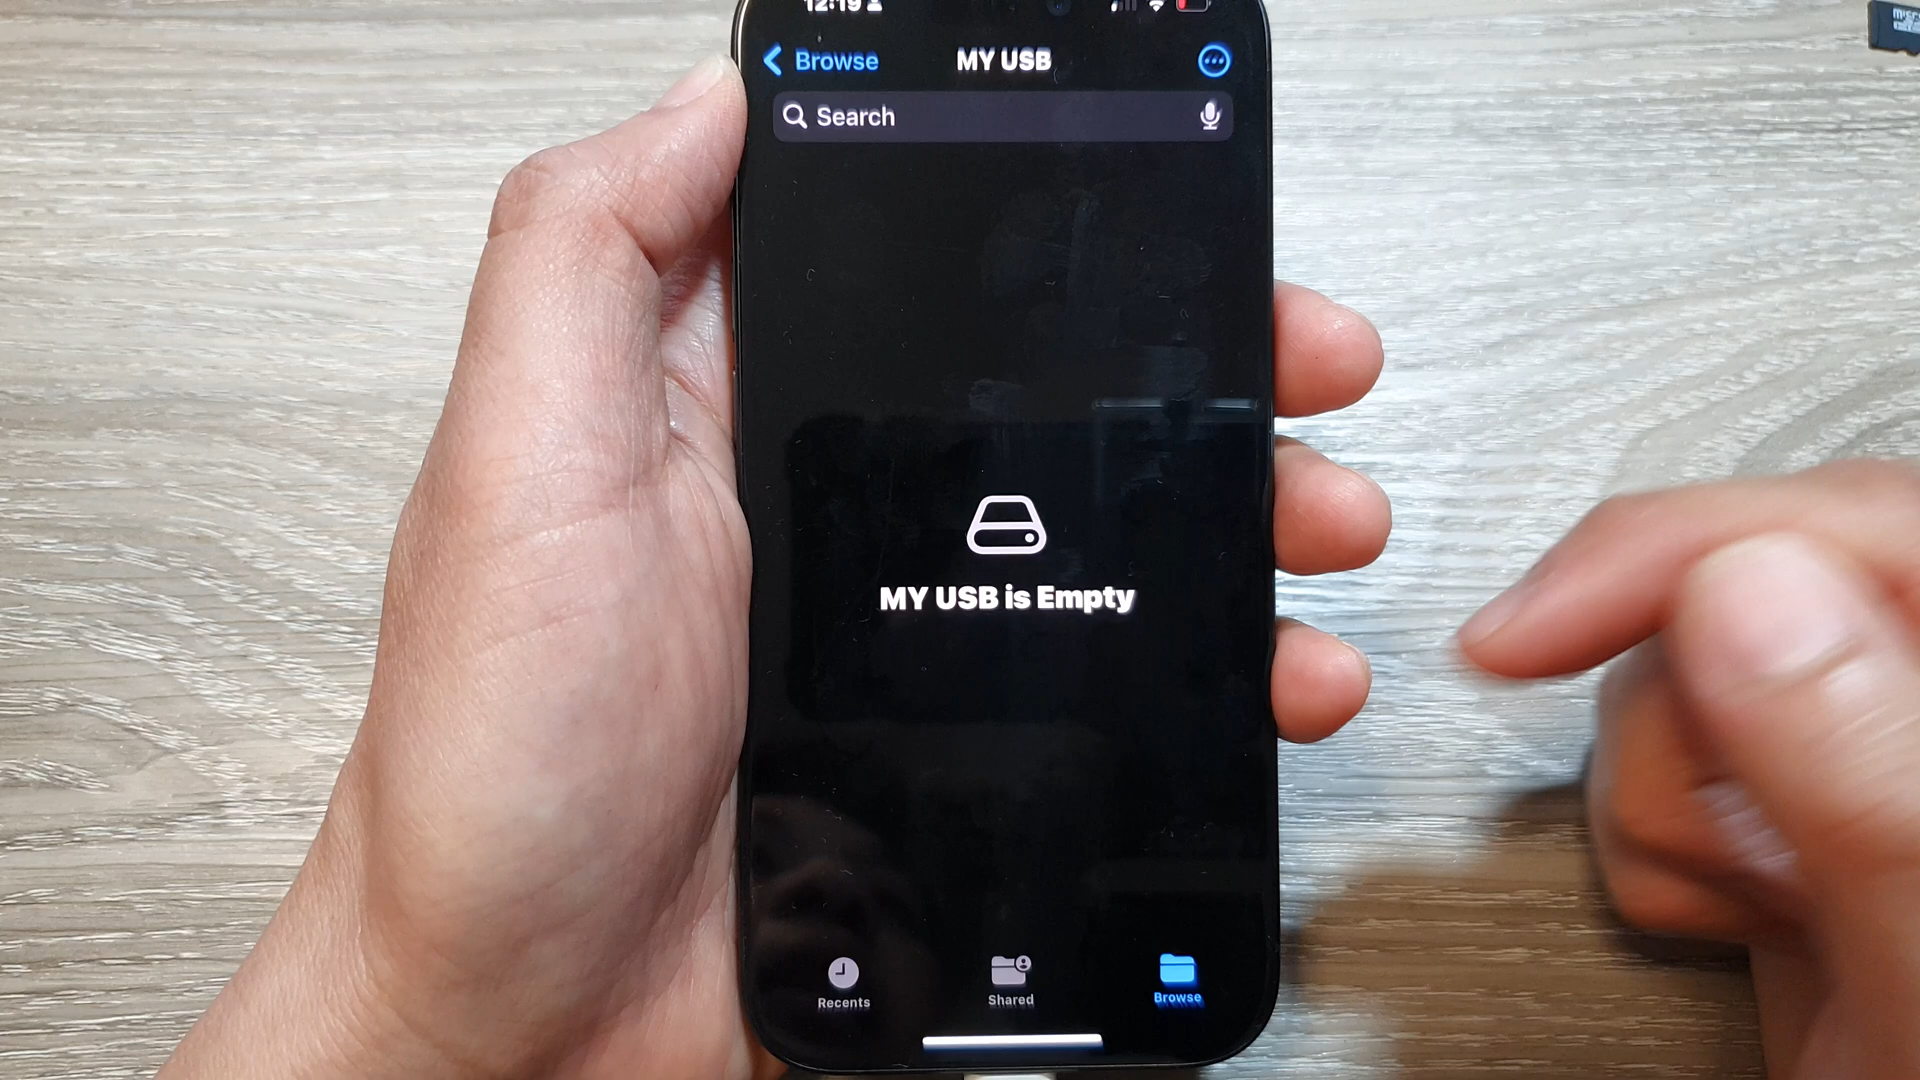 12:19
Browse
MY USB
Search
MY USB is Empty
Recents
Shared
Browse